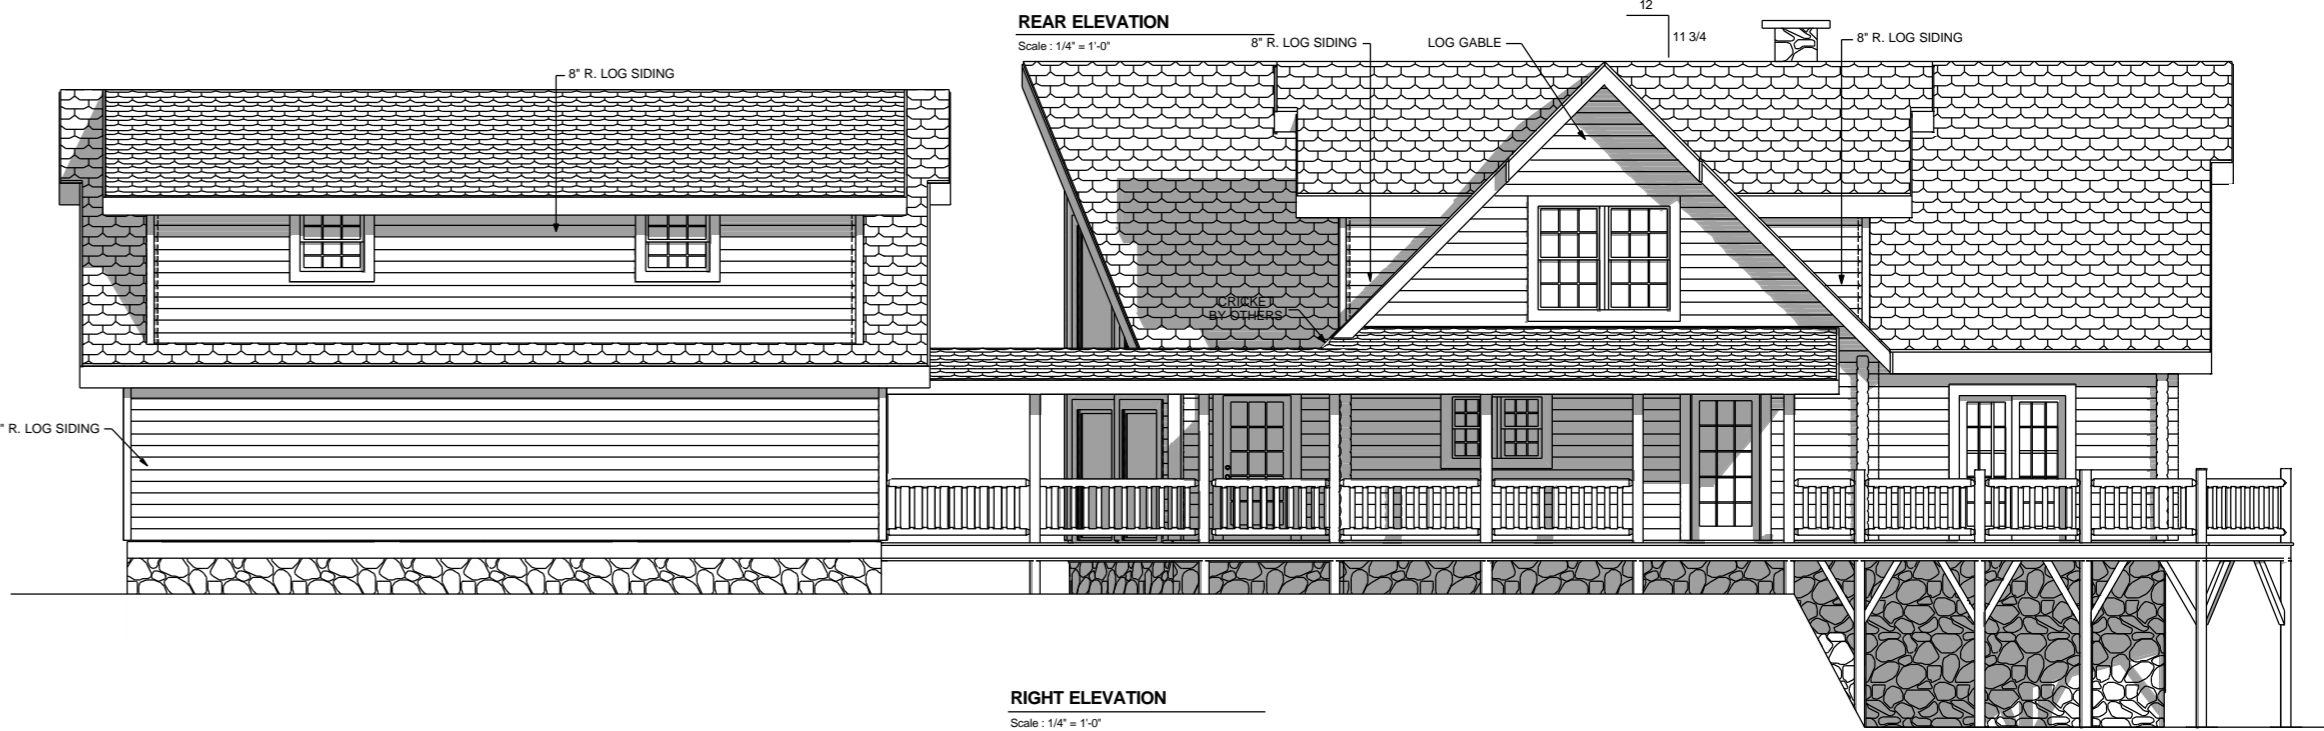 12
REAR ELEVATION
11 3/4
8" R. LOG SIDING
LOG GABLE
8" R. LOG SIDING
Scale : 1/4" = 1'-0"
8" R. LOG SIDING
CRICKET
BY OTHERS
" R. LOG SIDING
RIGHT ELEVATION
Scale : 1/4" = 1'-0"